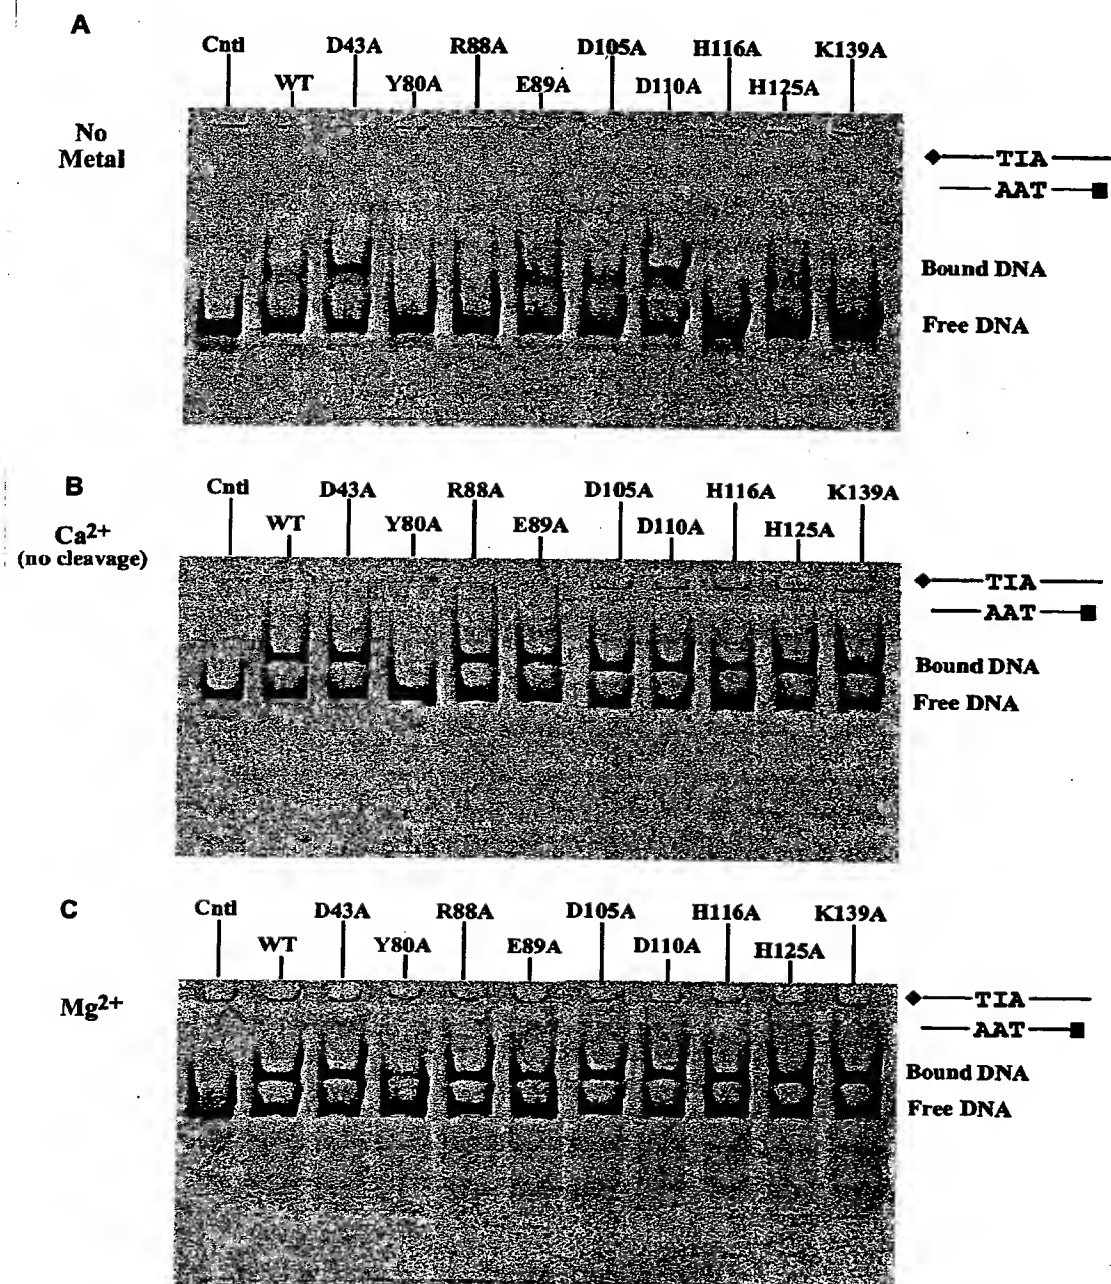 A
Cntl D43A R88A D105A H116A K139A
WT Y80A E89A D110A H125A
No
Metal
TIA
AAT
Bound DNA
Free DNA
B
Cntl D43A R88A D105A H116A K139A
WT Y80A E89A D110A H125A
Ca2+
(no cleavage)
TIA
AAT
Bound DNA
Free DNA
C
Cntl D43A R88A D105A H116A K139A
WT Y80A E89A D110A H125A
Mg2+
TIA
AAT
Bound DNA
Free DNA